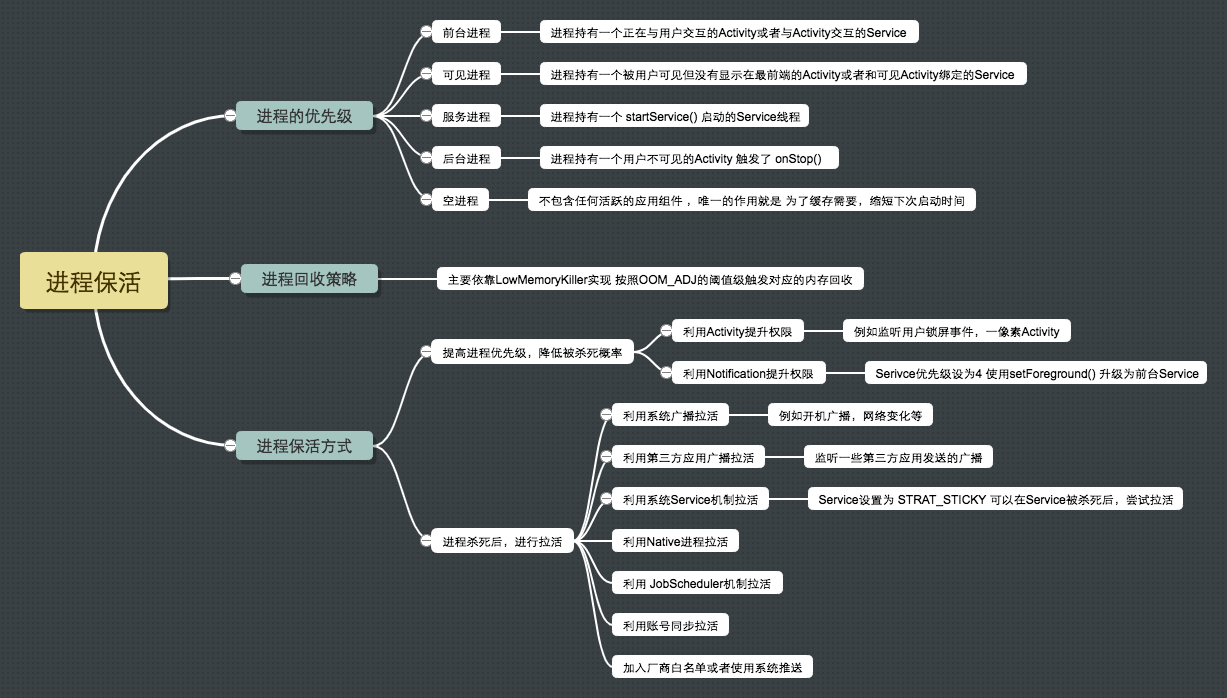 进程保活
进程的优先级
前台进程
进程持有一个正在与用户交互的Activity或者与Activity交互的Service
可见进程
进程持有一个被用户可见但没有显示在最前端的Activity或者和可见Activity绑定的Service
服务进程
进程持有一个 startService() 启动的Service线程
后台进程
进程持有一个用户不可见的Activity 触发了 onStop()
空进程
不包含任何活跃的应用组件 ，唯一的作用就是 为了缓存需要，缩短下次启动时间
进程回收策略
主要依靠LowMemoryKiller实现 按照OOM_ADJ的阈值级触发对应的内存回收
进程保活方式
提高进程优先级，降低被杀死概率
利用Activity提升权限
例如监听用户锁屏事件，一像素Activity
利用Notification提升权限
Serivce优先级设为4 使用setForeground() 升级为前台Service
进程杀死后，进行拉活
利用系统广播拉活
例如开机广播，网络变化等
利用第三方应用广播拉活
监听一些第三方应用发送的广播
利用系统Service机制拉活
Service设置为 STRAT_STICKY 可以在Service被杀死后，尝试拉活
利用Native进程拉活
利用 JobScheduler机制拉活
利用账号同步拉活
加入厂商白名单或者使用系统推送